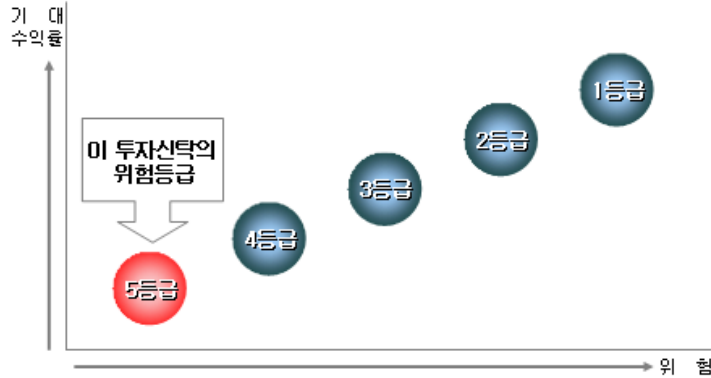 기 대
수익률
1등급
2등급
이 투자신탁의
위험등급
3등급
4등급
5등급
위 험